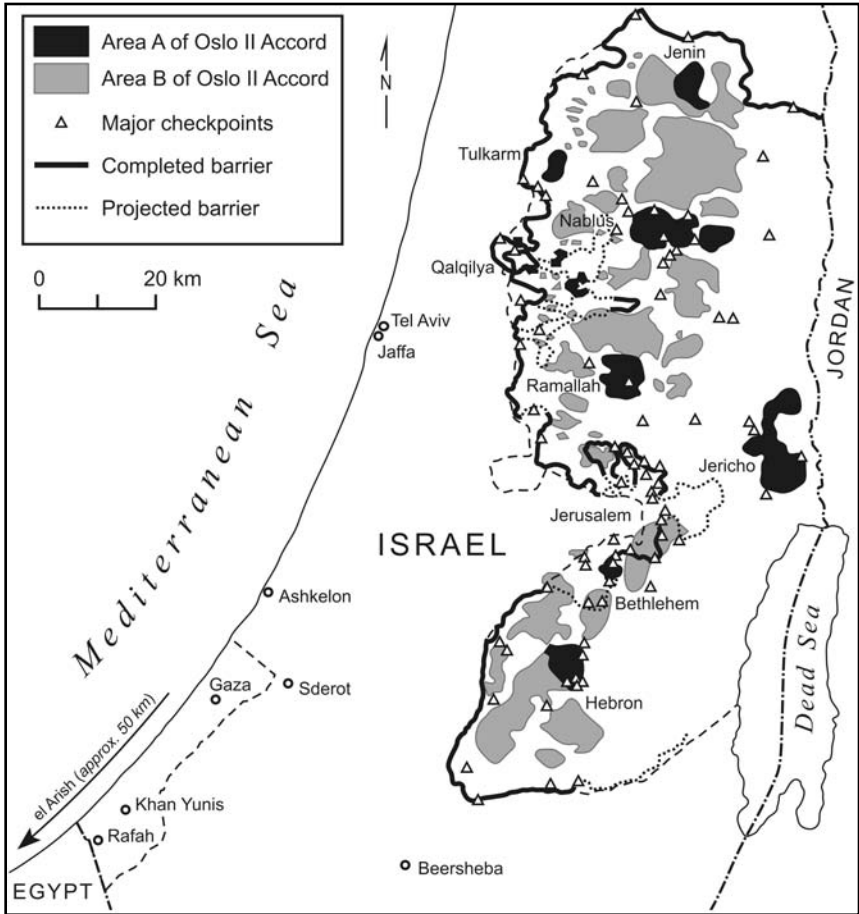 Area A of Oslo II Accord
Area B of Oslo II Accord
Major checkpoints
Completed barrier
Projected barrier
0 20 km
N
Mediterranean Sea
Jenin
Tulkarm
Nablus
Qalqilya
Tel Aviv
Jaffa
Ramallah
JORDAN
Jericho
Jerusalem
ISRAEL
Ashkelon
Bethlehem
Dead Sea
Sderot
Gaza
Hebron
el Arish (approx. 50 km)
Khan Yunis
Rafah
Beersheba
EGYPT